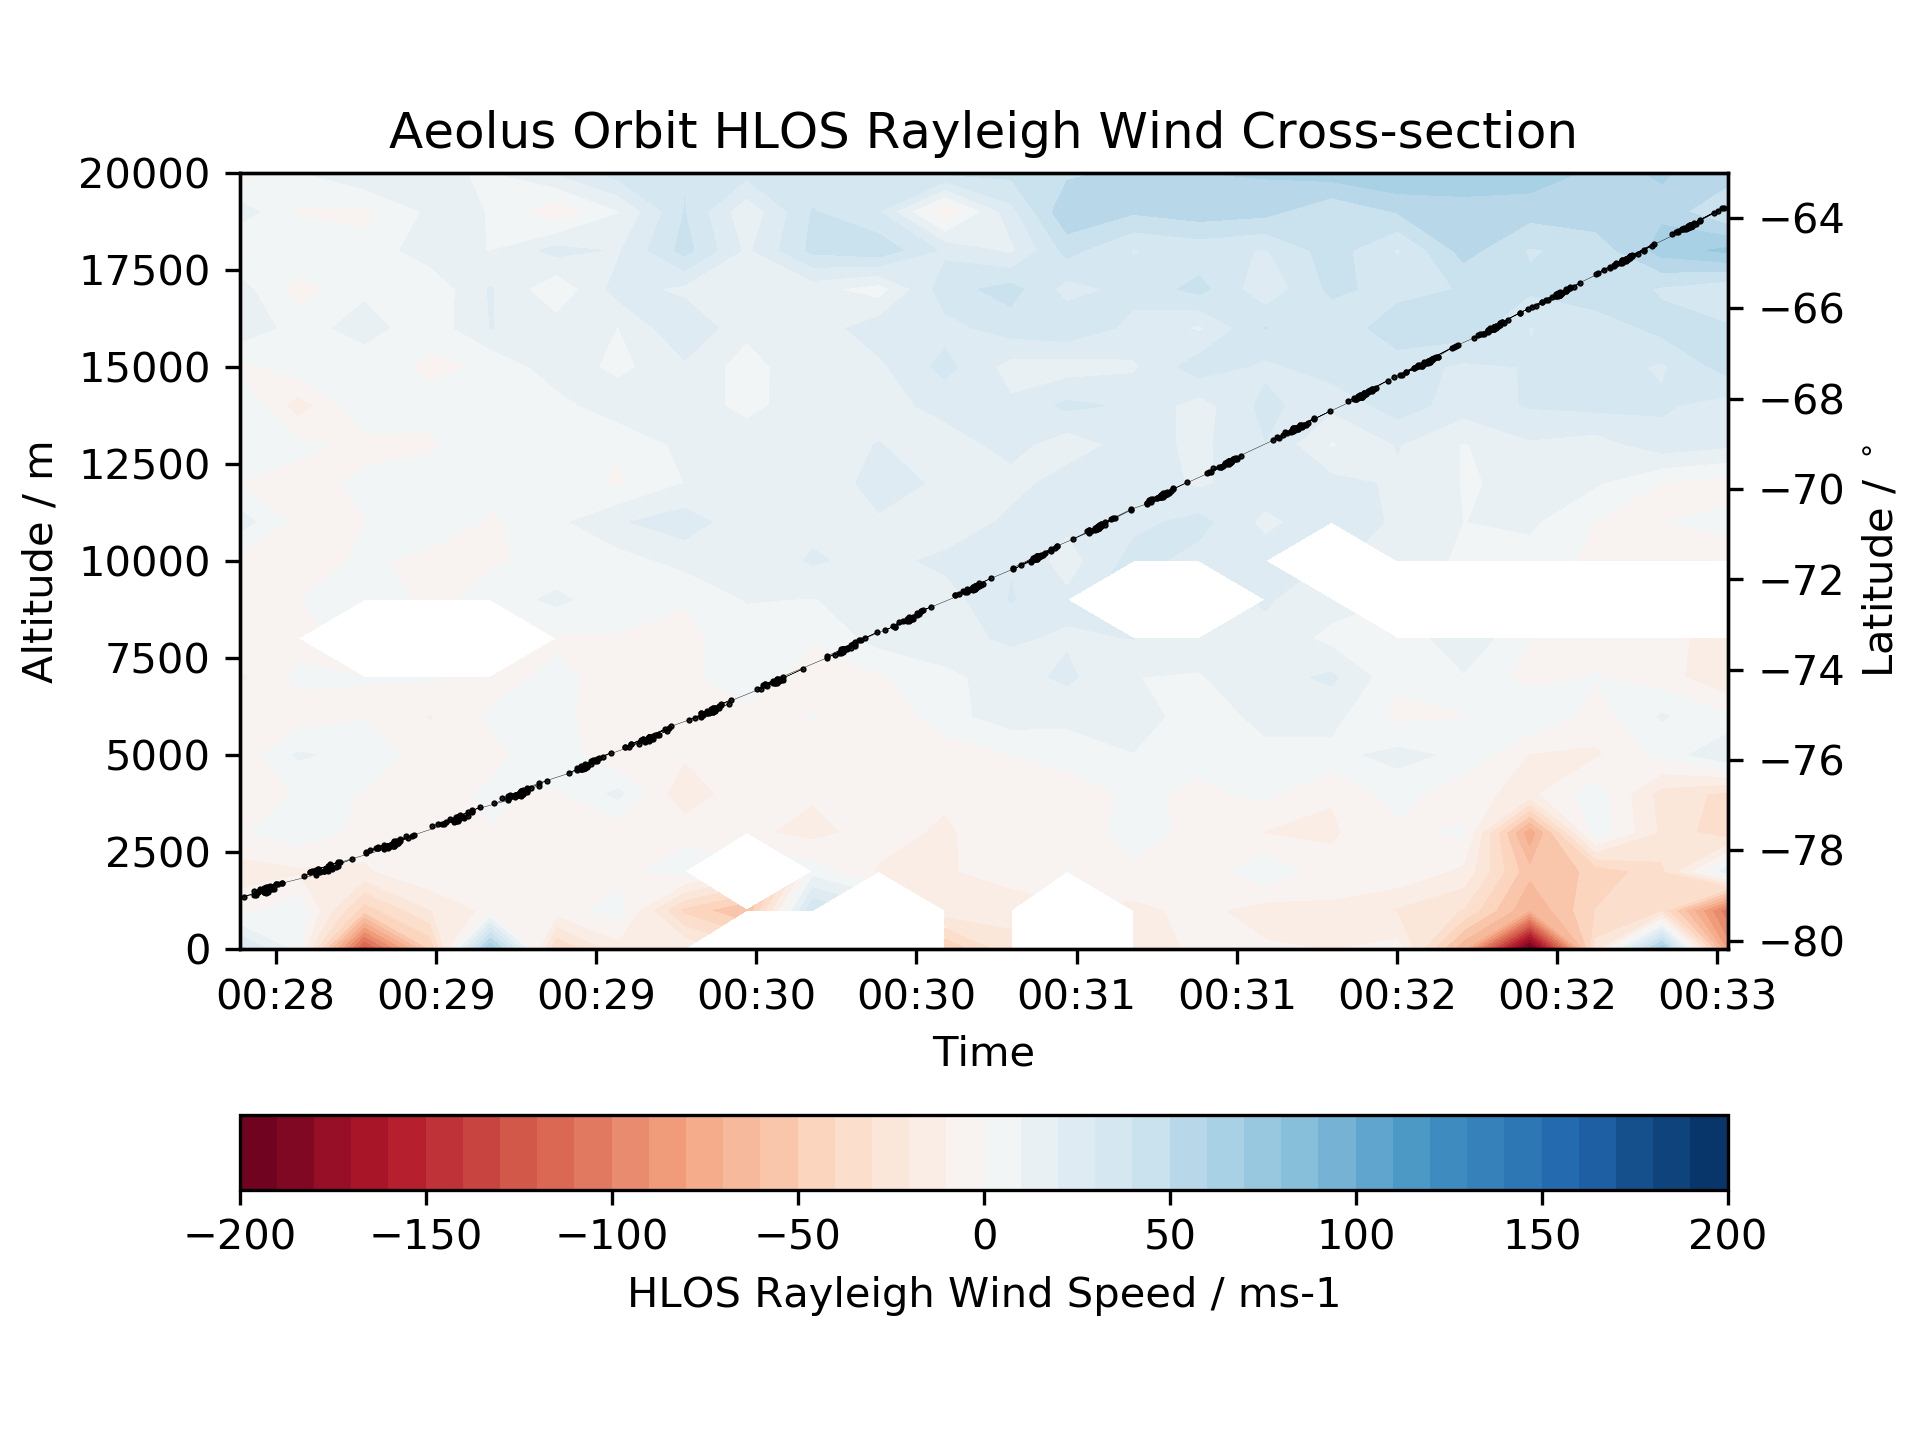 Aeolus Orbit HLOS Rayleigh Wind Cross-section
20000
17500
15000
12500
10000
7500
5000
2500
0
Altitude / m
−64
−66
−68
−70
−72
−74
−76
−78
−80
Latitude / °
00:28 00:29 00:29 00:30 00:30 00:31 00:31 00:32 00:32 00:33
Time
−200 −150 −100 −50 0 50 100 150 200
HLOS Rayleigh Wind Speed / ms-1